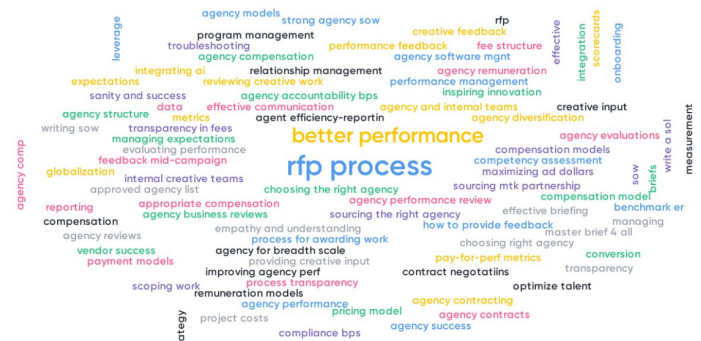 agency models
strong agency sow
rfp
leverage
program management
creative feedback
effective
integration
scorecards
onboarding
troubleshooting
performance feedback
fee structure
agency compensation
agency software mgnt
integrating ai
relationship management
agency remuneration
expectations
reviewing creative work
performance management
sanity and success
agency accountability bps
inspiring innovation
data
effective communication
agency and internal teams
creative input
agency structure
metrics
agent efficiency-reportin
agency diversification
measurement
writing sow
transparency in fees
better performance
agency evaluations
write a sol
managing expectations
evaluating performance
compensation models
agency comp
feedback mid-campaign
rfp process
competency assessment
globalization
internal creative teams
maximizing ad dollars
sow
briefs
approved agency list
choosing the right agency
sourcing mtk partnership
compensation model
reporting
appropriate compensation
agency performance review
effective briefing
benchmark er
compensation
agency business reviews
sourcing the right agency
managing
agency reviews
empathy and understanding
how to provide feedback
master brief 4 all
process for awarding work
choosing right agency
vendor success
agency for breadth scale
conversion
payment models
providing creative input
pay-for-perf metrics
transparency
improving agency perf
contract negotatiins
scoping work
process transparency
optimize talent
remuneration models
agency performance
agency contracting
ategy
project costs
pricing model
agency contracts
compliance bps
agency success